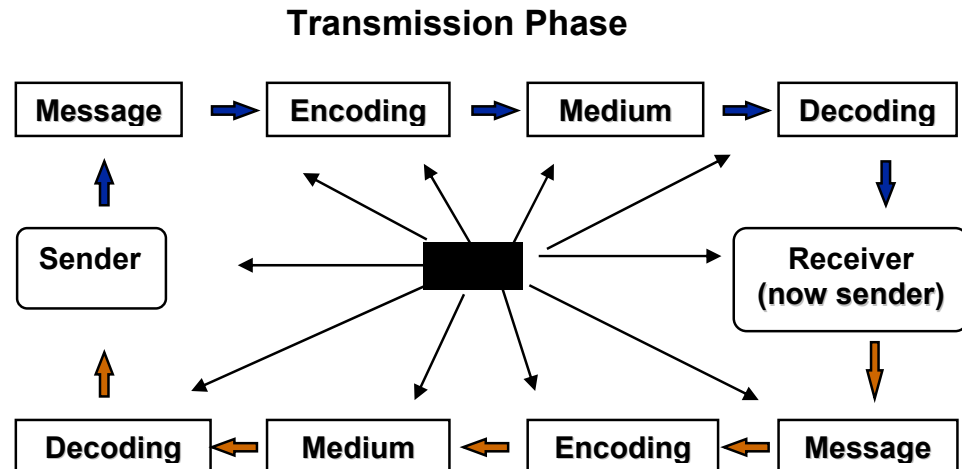 Transmission Phase
Message
Encoding
Medium
Decoding
Sender
Receiver
(now sender)
Decoding
Medium
Encoding
Message